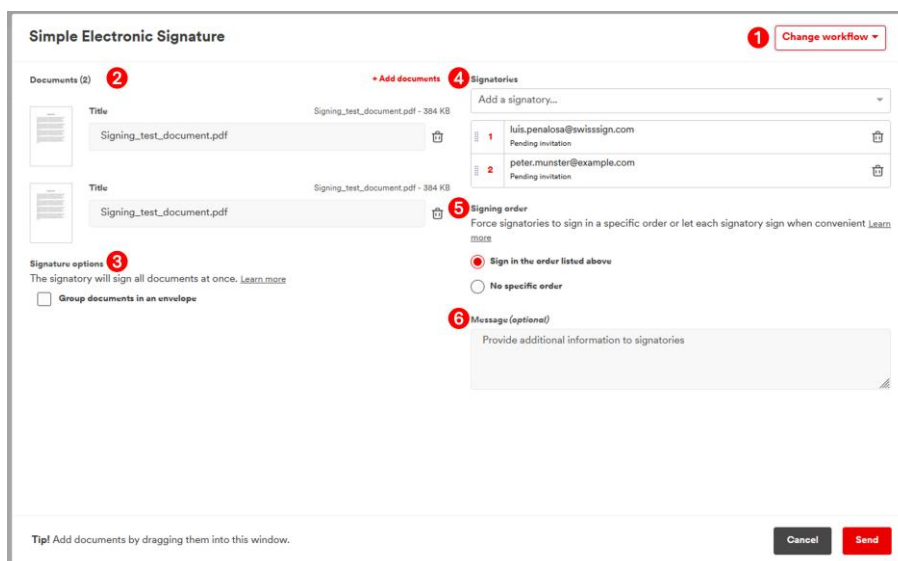 Simple Electronic Signature
1 Change workflow
Documents (2) 2
+ Add documents
Title
Signing_test_document.pdf - 384 KB
Signing_test_document.pdf
Title
Signing_test_document.pdf - 384 KB
Signing_test_document.pdf
Signature options 3
The signatory will sign all documents at once. Learn more
Group documents in an envelope
4 Signatories
Add a signatory...
1 luis.penalosa@swisssign.com
Pending invitation
2 peter.munster@example.com
Pending invitation
5 Signing order
Force signatories to sign in a specific order or let each signatory sign when convenient Learn
more
Sign in the order listed above
No specific order
6 Message (optional)
Provide additional information to signatories
Tip! Add documents by dragging them into this window.
Cancel
Send